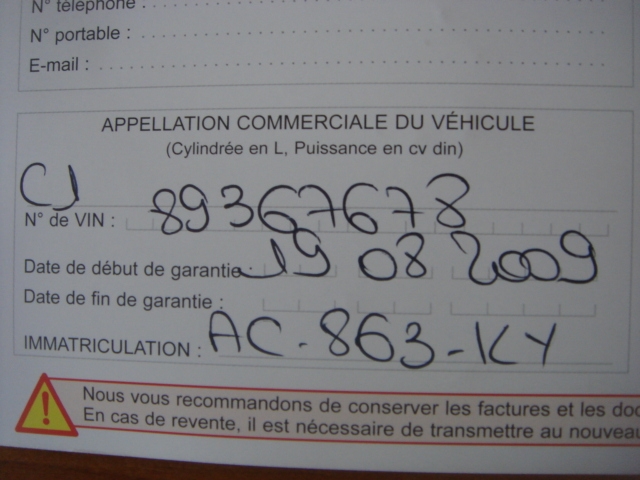 N° téléphone :
N° portable :
E-mail :
APPELLATION COMMERCIALE DU VÉHICULE
(Cylindrée en L, Puissance en cv din)
CJ
N° de VIN : 89367678
Date de début de garantie : 19 08 2009
Date de fin de garantie :
IMMATRICULATION : AC-863-KY
Nous vous recommandons de conserver les factures et les doc
En cas de revente, il est nécessaire de transmettre au nouveau